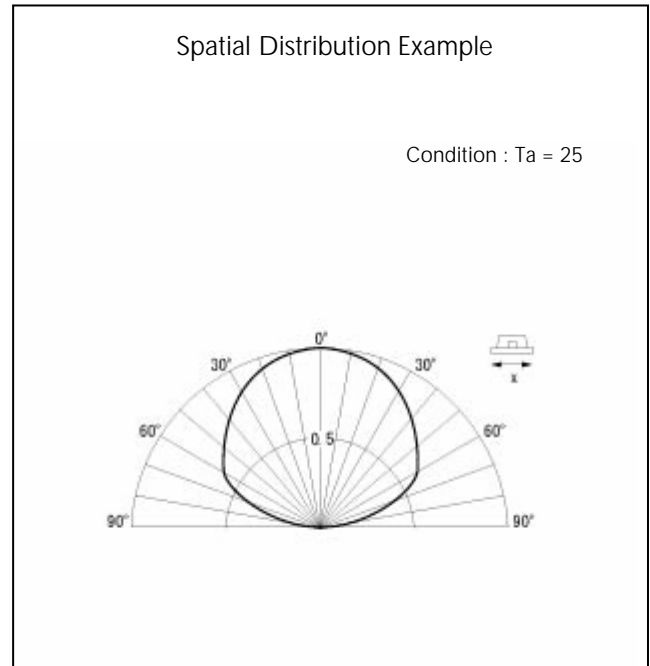 Spatial Distribution Example
Condition : Ta = 25
0°
30° 30°
x
60° 60°
0. 5
90° 90°